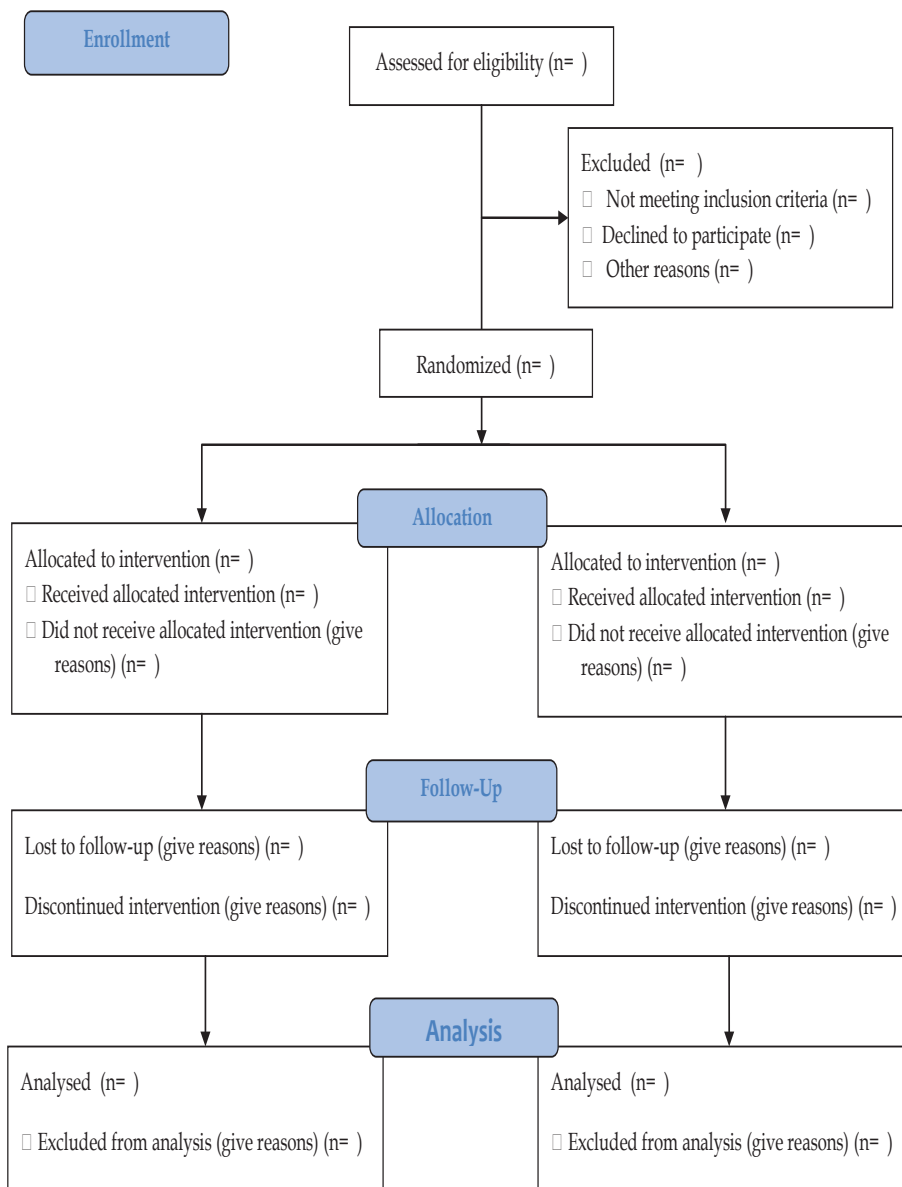 Enrollment
Assessed for eligibility (n= )
Excluded (n= )
□ Not meeting inclusion criteria (n= )
□ Declined to participate (n= )
□ Other reasons (n= )
Randomized (n= )
Allocation
Allocated to intervention (n= )
□ Received allocated intervention (n= )
□ Did not receive allocated intervention (give
reasons) (n= )
Allocated to intervention (n= )
□ Received allocated intervention (n= )
□ Did not receive allocated intervention (give
reasons) (n= )
Follow-Up
Lost to follow-up (give reasons) (n= )
Discontinued intervention (give reasons) (n= )
Lost to follow-up (give reasons) (n= )
Discontinued intervention (give reasons) (n= )
Analysis
Analysed (n= )
□ Excluded from analysis (give reasons) (n= )
Analysed (n= )
□ Excluded from analysis (give reasons) (n= )